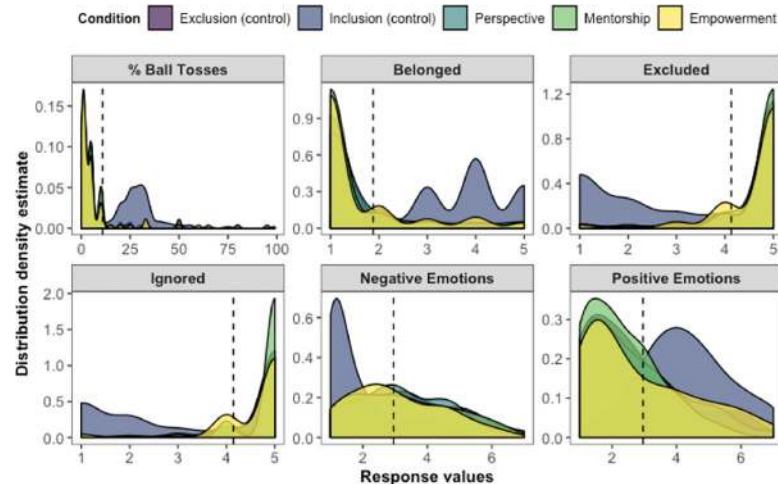 Condition Exclusion (control) Inclusion (control) Perspective Mentorship Empowerment
% Ball Tosses Belonged Excluded
0.15
0.10
0.05
0.00
0 25 50 75 100
0.9
0.6
0.3
0.0
1 2 3 4 5
1.2
0.8
0.4
0.0
1 2 3 4 5
Distribution density estimate
Ignored Negative Emotions Positive Emotions
2.0
1.5
1.0
0.5
0.0
1 2 3 4 5
0.6
0.4
0.2
0.0
2 4 6
0.3
0.2
0.1
0.0
2 4 6
Response values